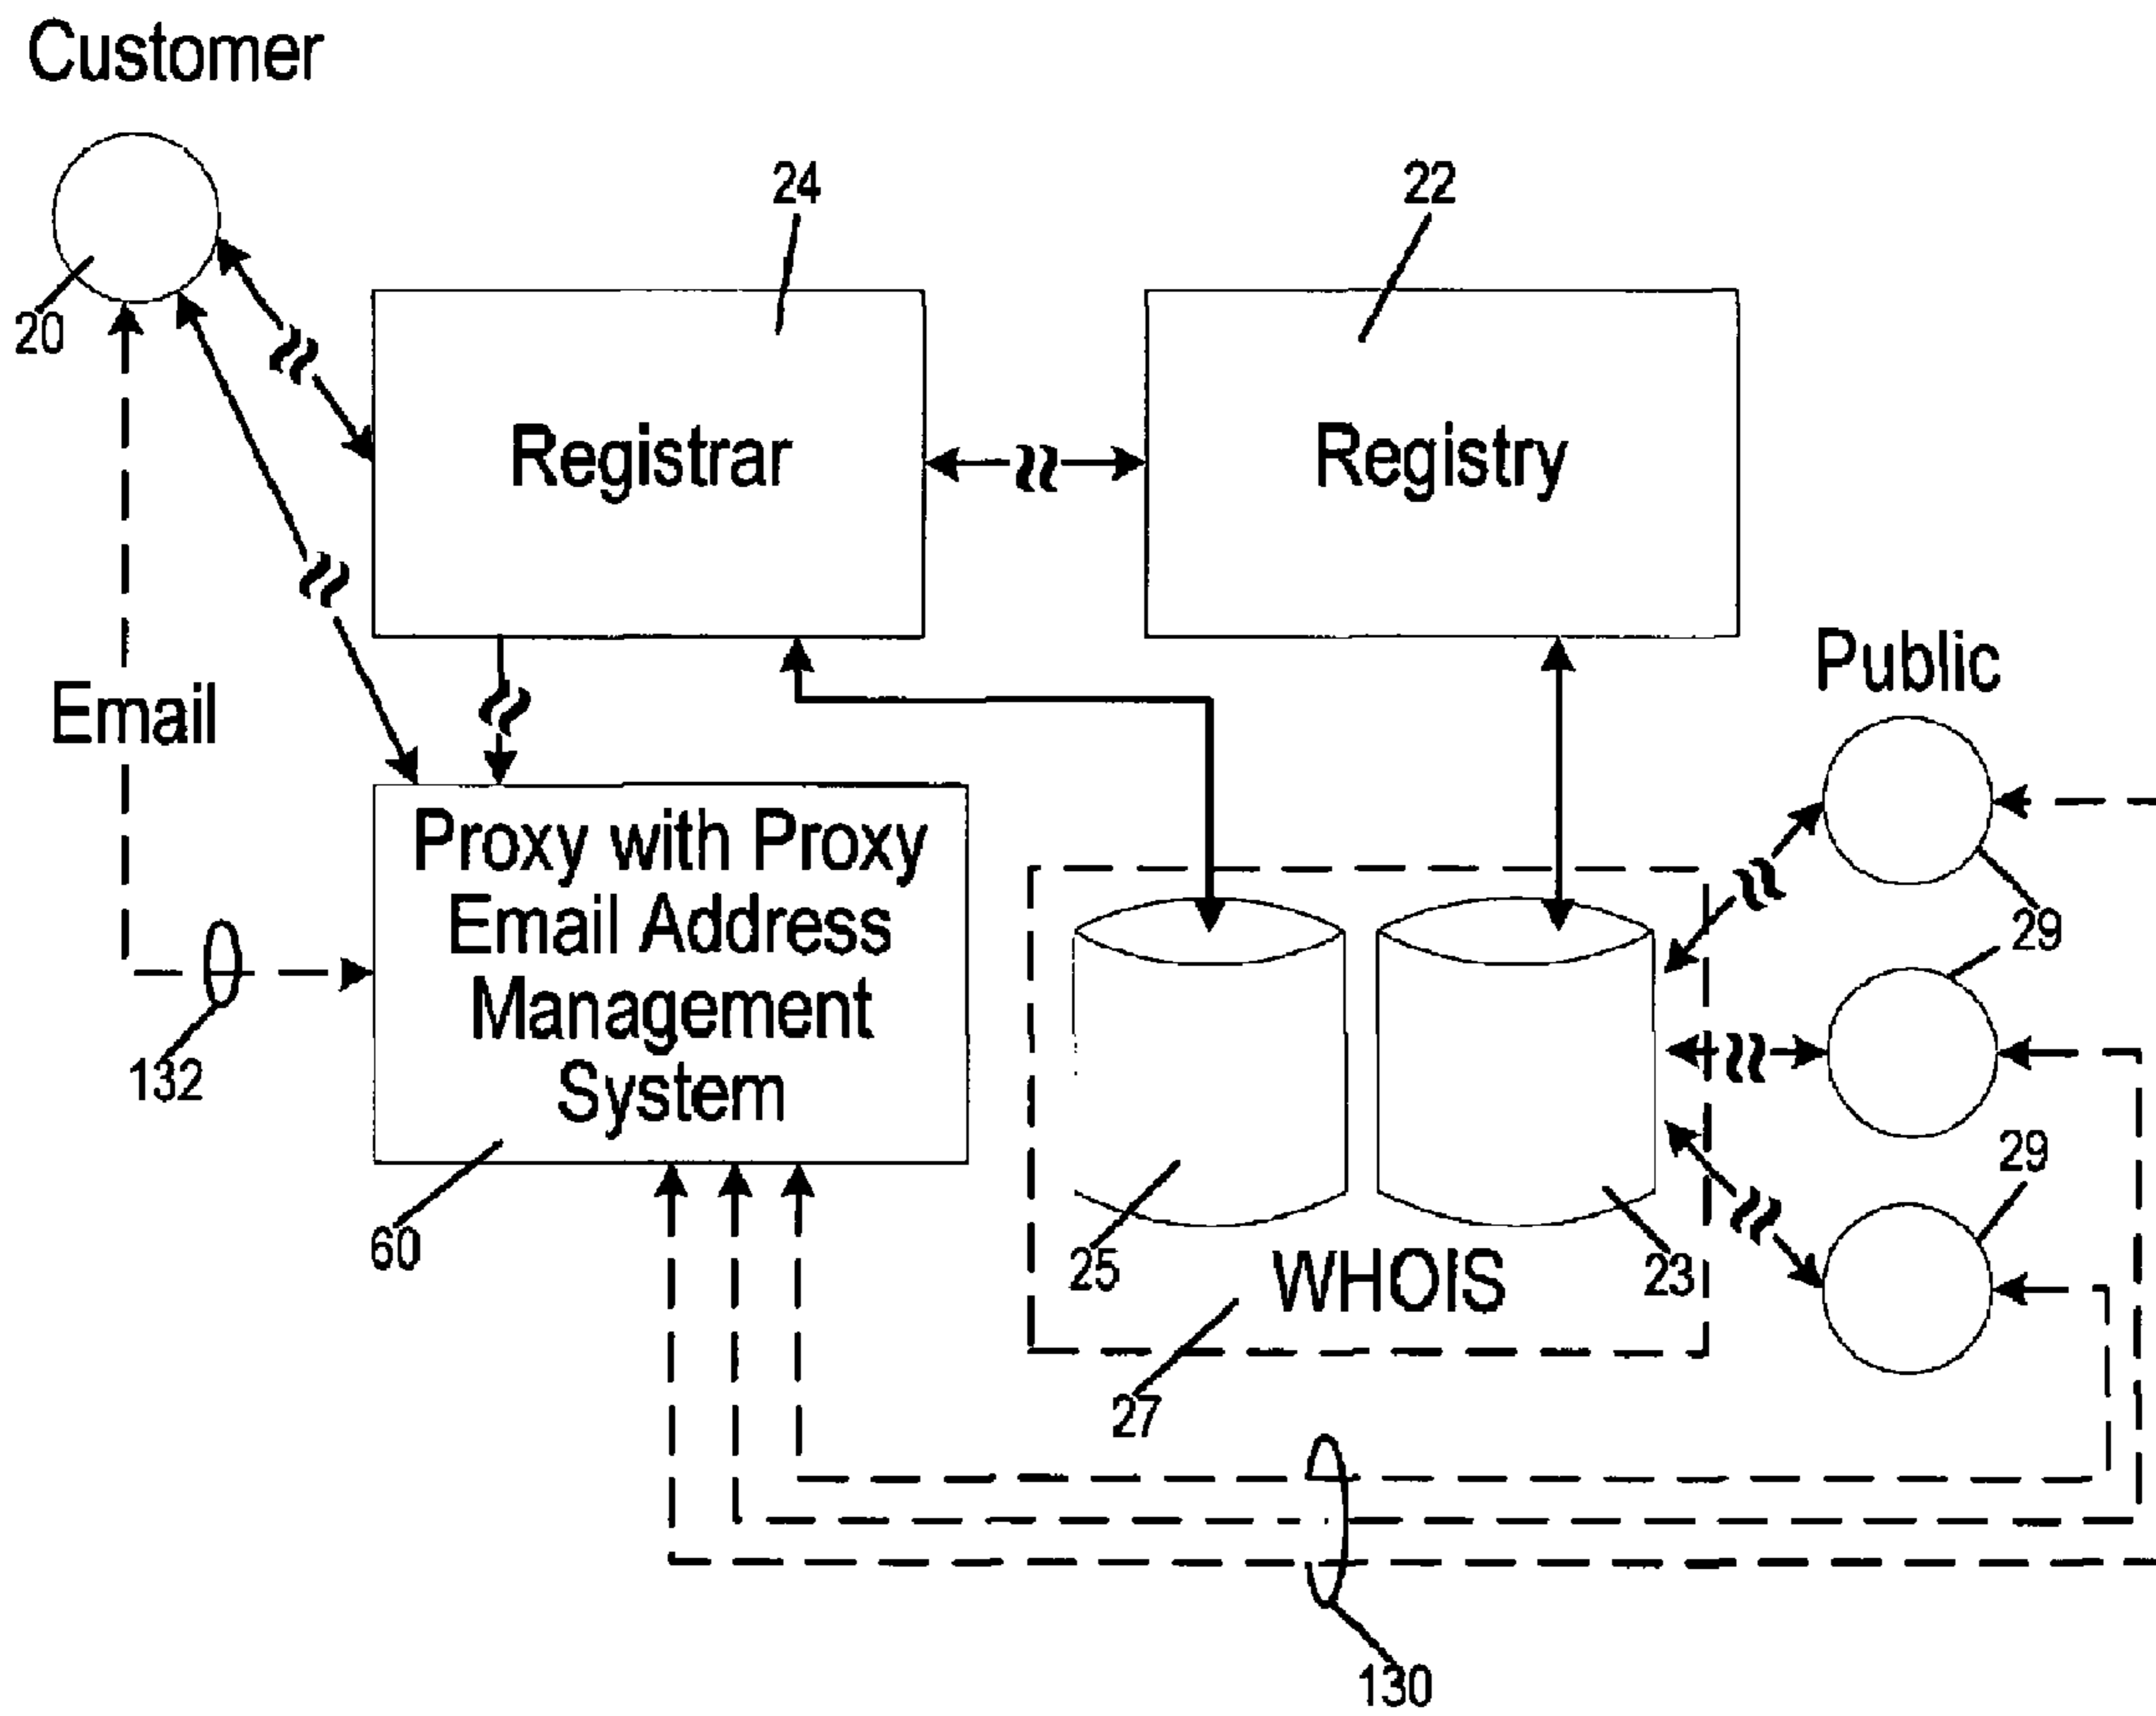 Customer
24
22
20
Registrar
Registry
Public
Email
Proxy with Proxy
Email Address
Management
System
29
29
132
29
60
25
WHOIS
23
27
130